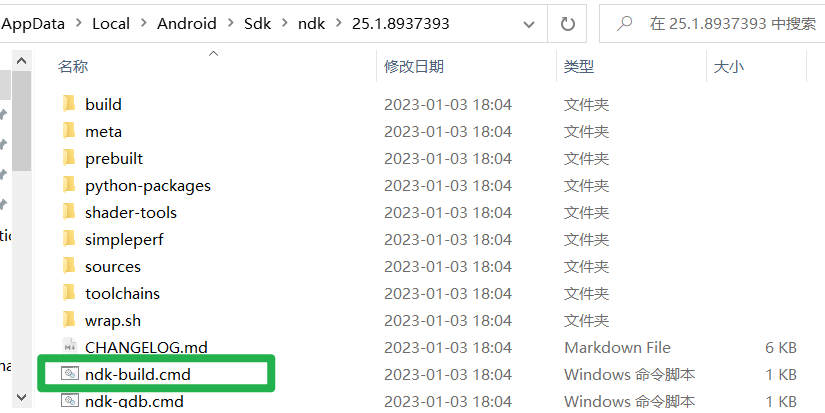 AppData > Local > Android > Sdk > ndk > 25.1.8937393 在 25.1.8937393 中搜索
名称 修改日期 类型 大小
build 2023-01-03 18:04 文件夹
meta 2023-01-03 18:04 文件夹
prebuilt 2023-01-03 18:04 文件夹
python-packages 2023-01-03 18:04 文件夹
shader-tools 2023-01-03 18:04 文件夹
simpleperf 2023-01-03 18:04 文件夹
sources 2023-01-03 18:04 文件夹
toolchains 2023-01-03 18:04 文件夹
wrap.sh 2023-01-03 18:04 文件夹
CHANGELOG.md 2023-01-03 18:04 Markdown File 6 KB
ndk-build.cmd 2023-01-03 18:04 Windows 命令脚本 1 KB
ndk-gdb.cmd 2023-01-03 18:04 Windows 命令脚本 1 KB